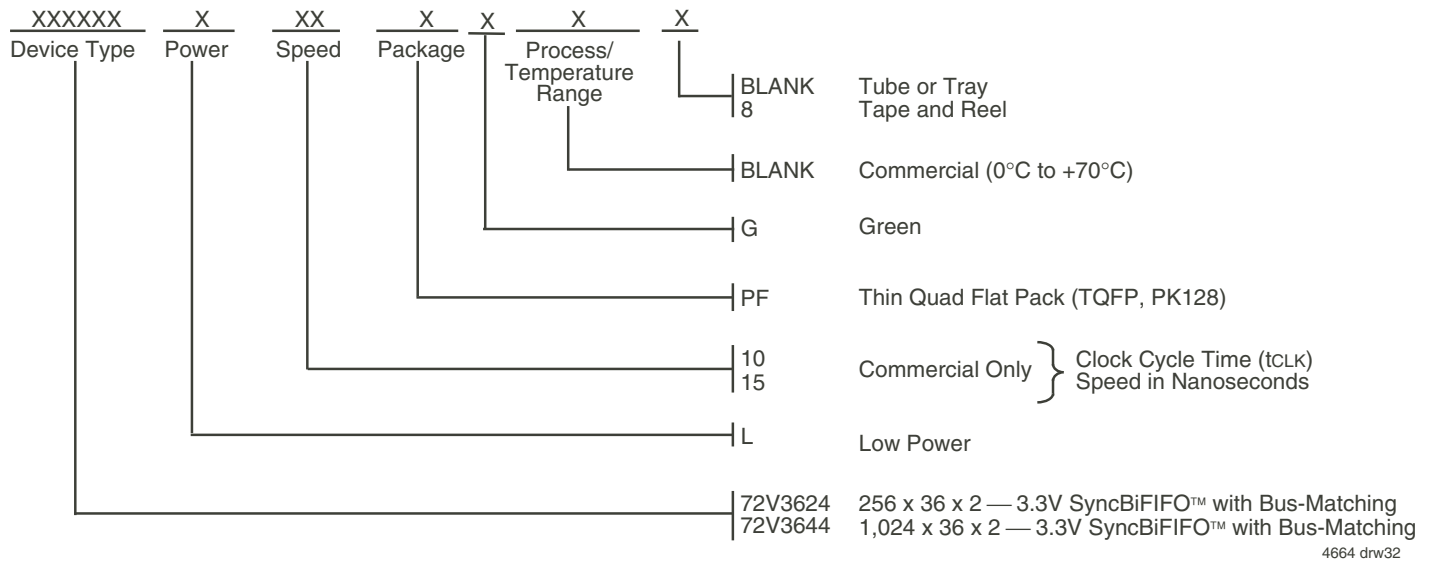 XXXXXX X XX X X X X
Device Type Power Speed Package Process/
Temperature
Range
BLANK Tube or Tray
8 Tape and Reel
BLANK Commercial (0°C to +70°C)
G Green
PF Thin Quad Flat Pack (TQFP, PK128)
10
15
Commercial Only
Clock Cycle Time (tCLK)
Speed in Nanoseconds
L Low Power
72V3624 256 x 36 x 2 — 3.3V SyncBiFIFO™ with Bus-Matching
72V3644 1,024 x 36 x 2 — 3.3V SyncBiFIFO™ with Bus-Matching
4664 drw32